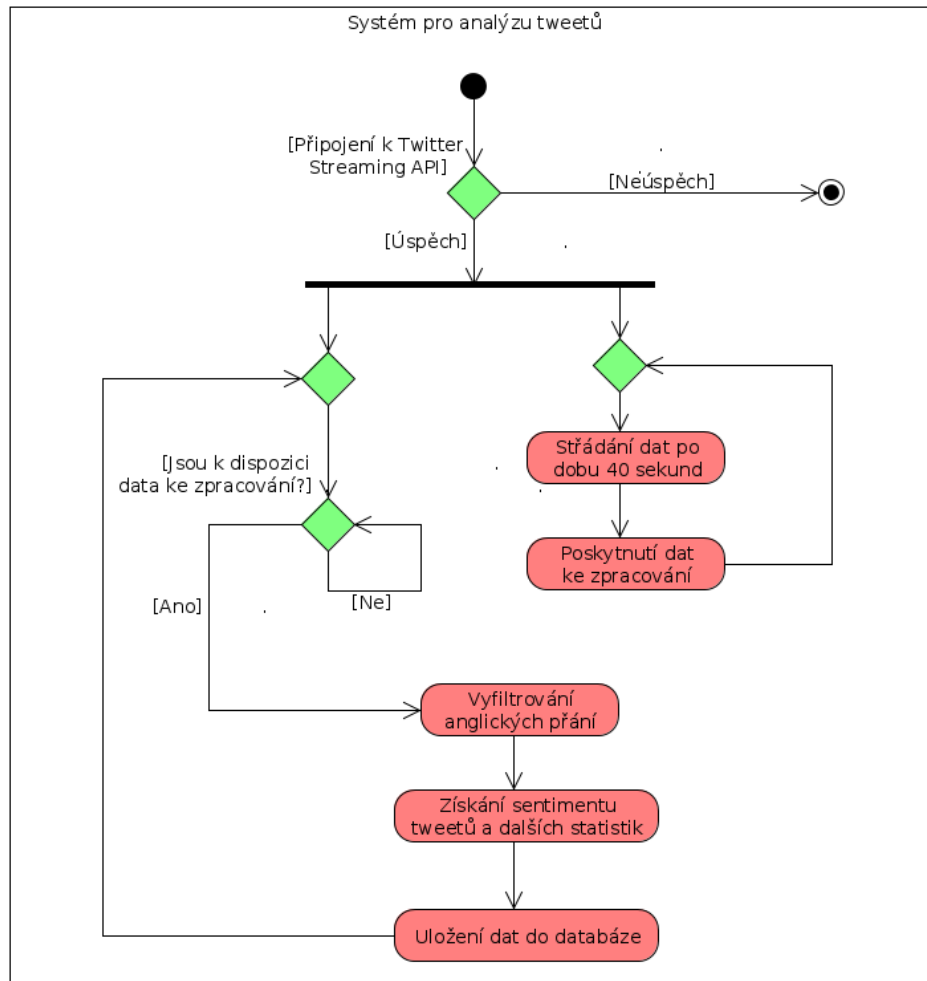 Systém pro analýzu tweetů
[Připojení k Twitter
Streaming API]
[Neúspěch]
[Úspěch]
[Jsou k dispozici
data ke zpracování?]
Střádání dat po
dobu 40 sekund
Poskytnutí dat
ke zpracování
[Ne]
[Ano]
Vyfiltrování
anglických přání
Získání sentimentu
tweetů a dalších statistik
Uložení dat do databáze